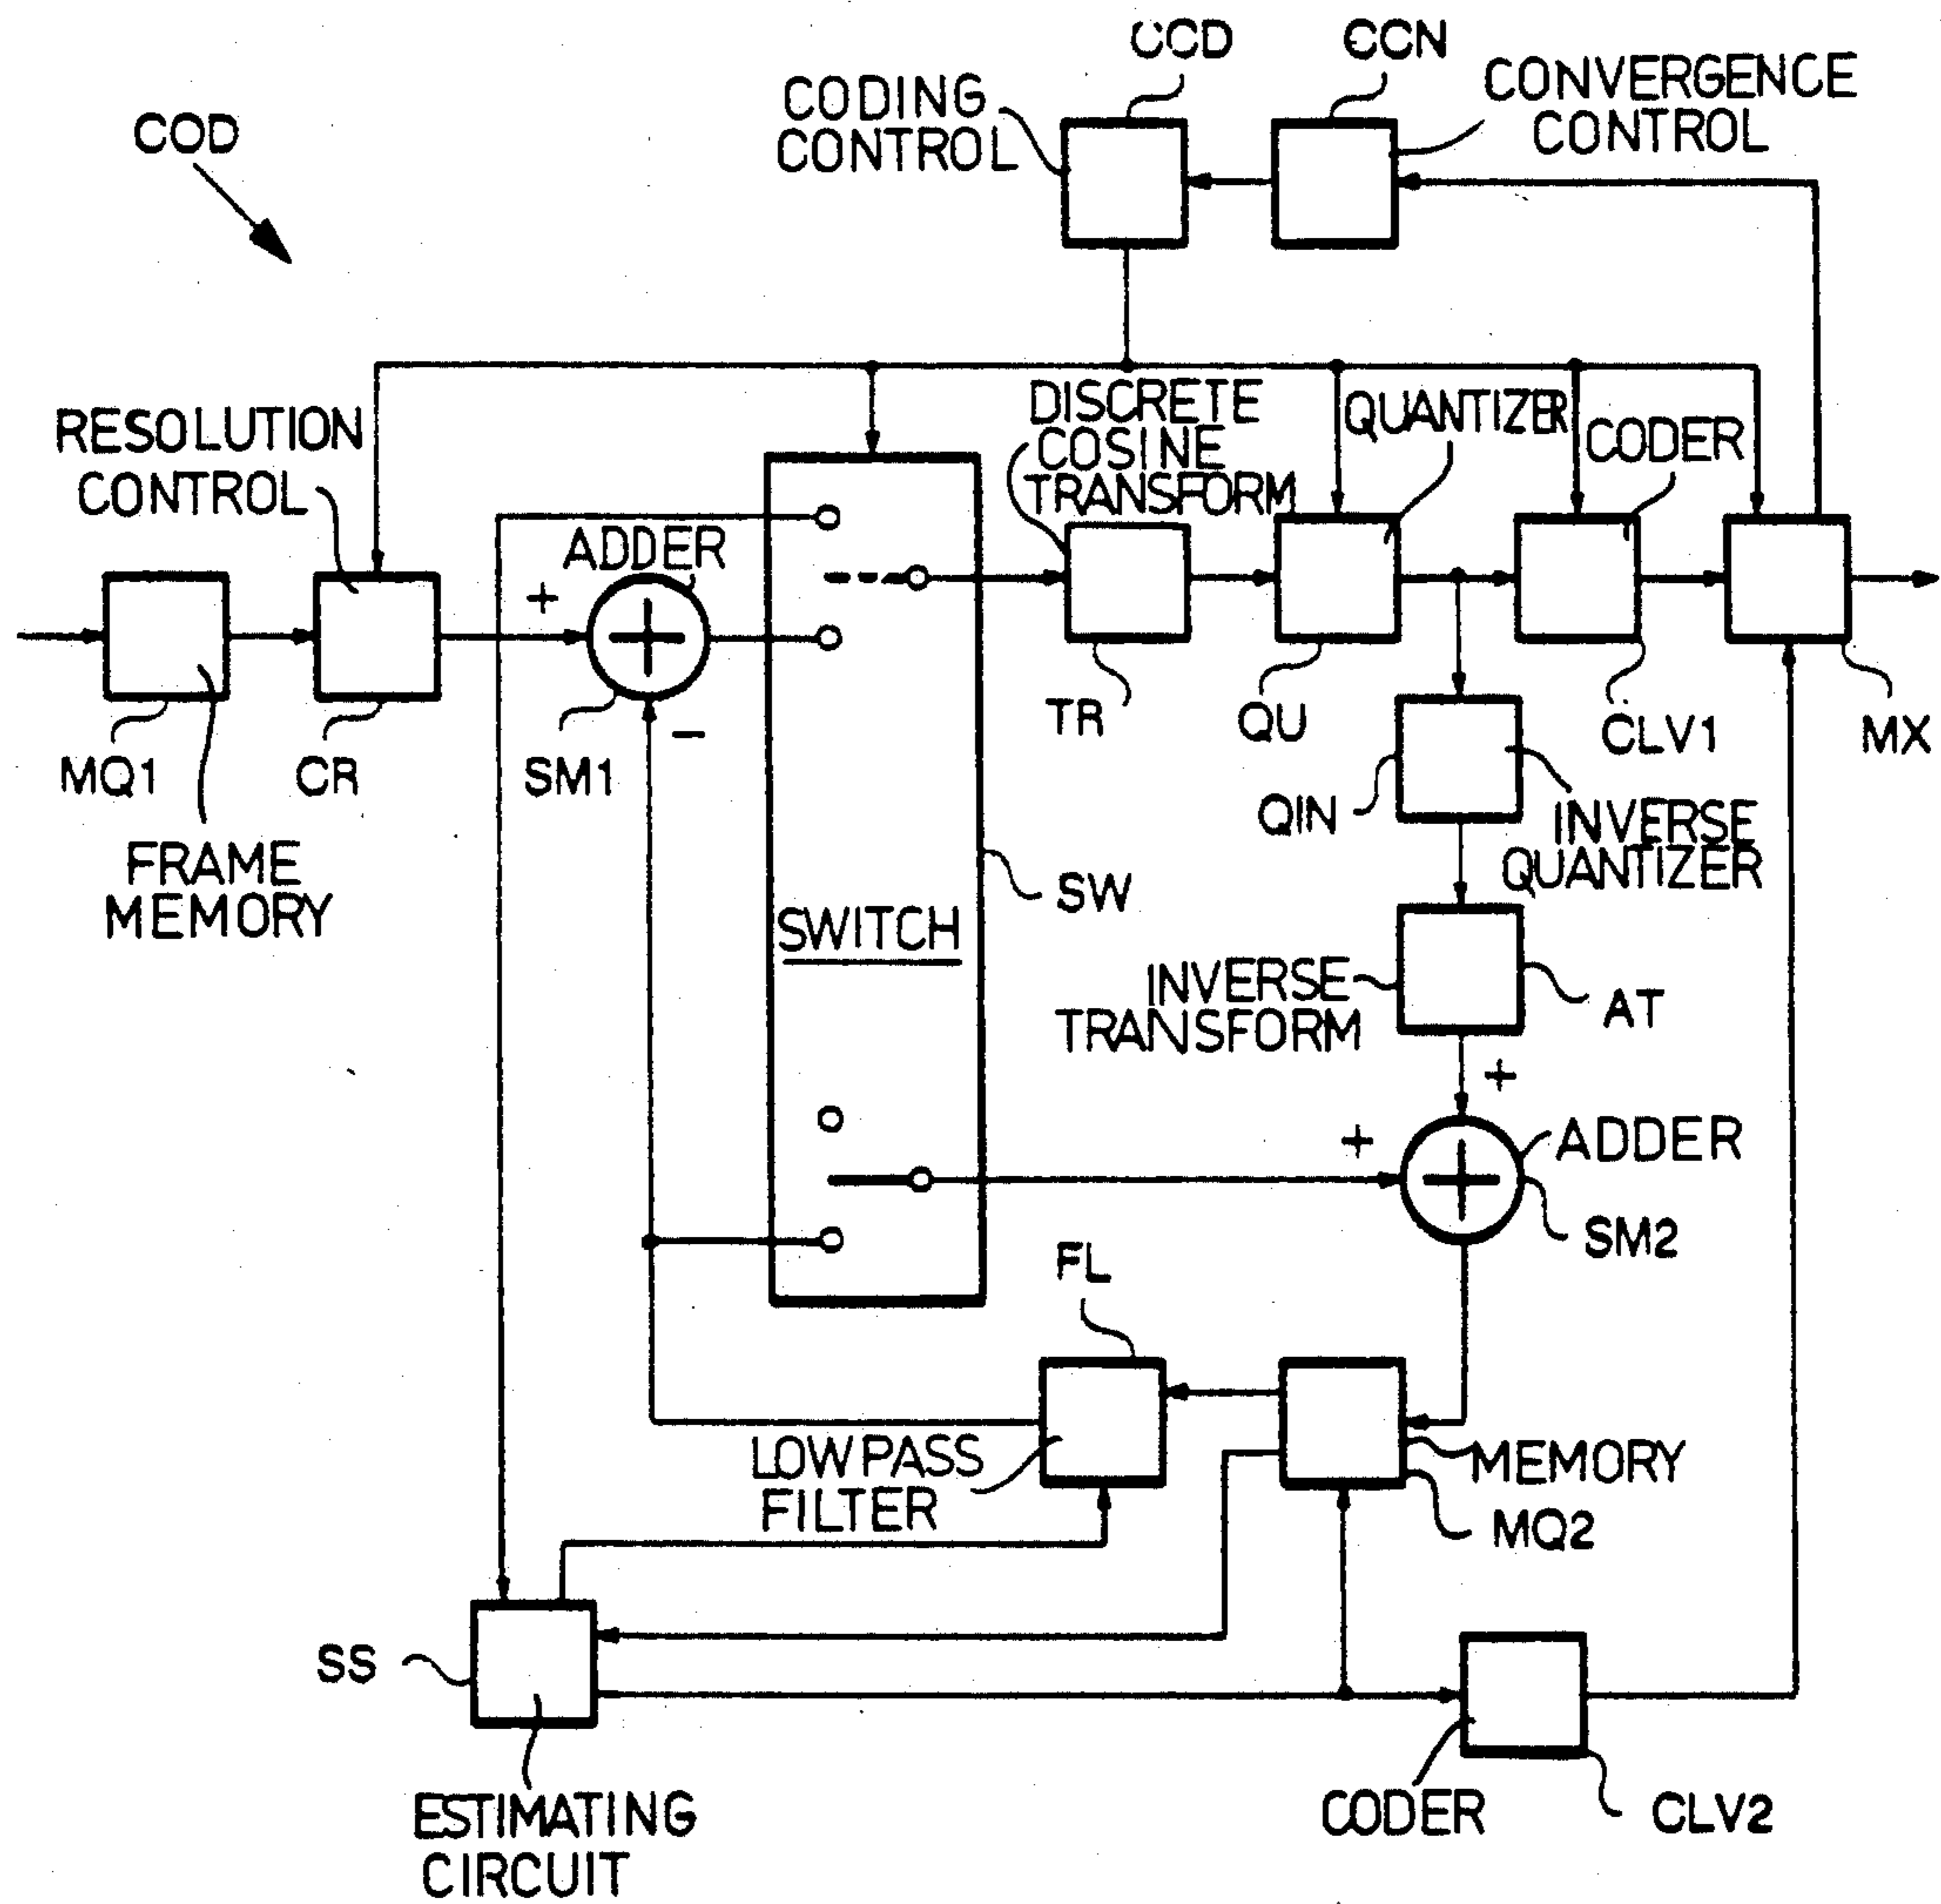 CCD
CCN
CODING
CONTROL
CONVERGENCE
CONTROL
COD
RESOLUTION
CONTROL
ADDER
DISCRETE
COSINE
TRANSFORM
QUANTIZER
CODER
+
-
MQ1
CR
SM1
TR
QU
CLV1
MX
FRAME
MEMORY
QIN
INVERSE
QUANTIZER
SW
SWITCH
INVERSE
TRANSFORM
AT
+
+
ADDER
SM2
FL
LOW PASS
FILTER
MEMORY
MQ2
SS
ESTIMATING
CIRCUIT
CODER
CLV2